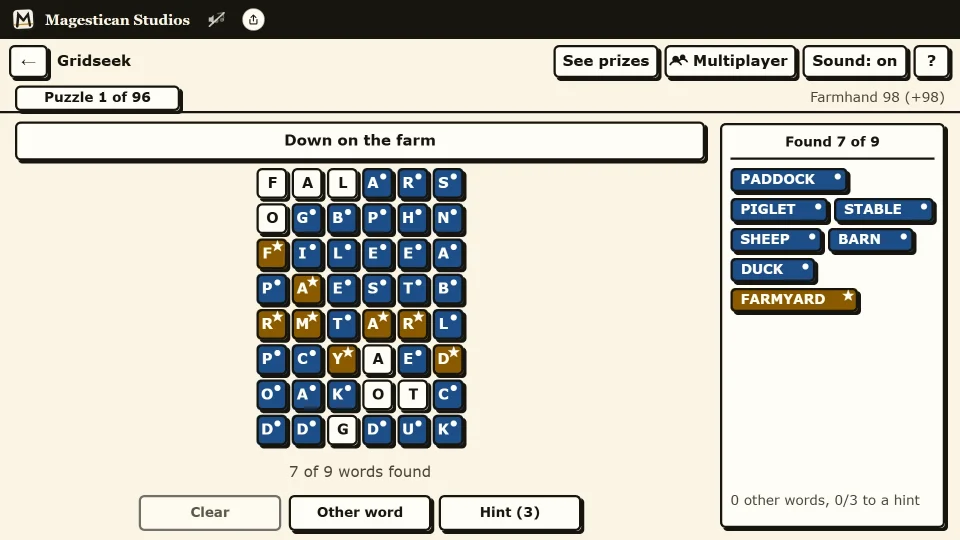 Magestican Studios
← Gridseek
See prizes
Multiplayer
Sound: on
?
Puzzle 1 of 96
Farmhand 98 (+98)
Down on the farm
F A L A R S
O G B P H N
F I L E E A
P A E S T B
R M T A R L
P C Y A E D
O A K O T C
D D G D U K
7 of 9 words found
Clear
Other word
Hint (3)
Found 7 of 9
PADDOCK
PIGLET STABLE
SHEEP BARN
DUCK
FARMYARD
0 other words, 0/3 to a hint